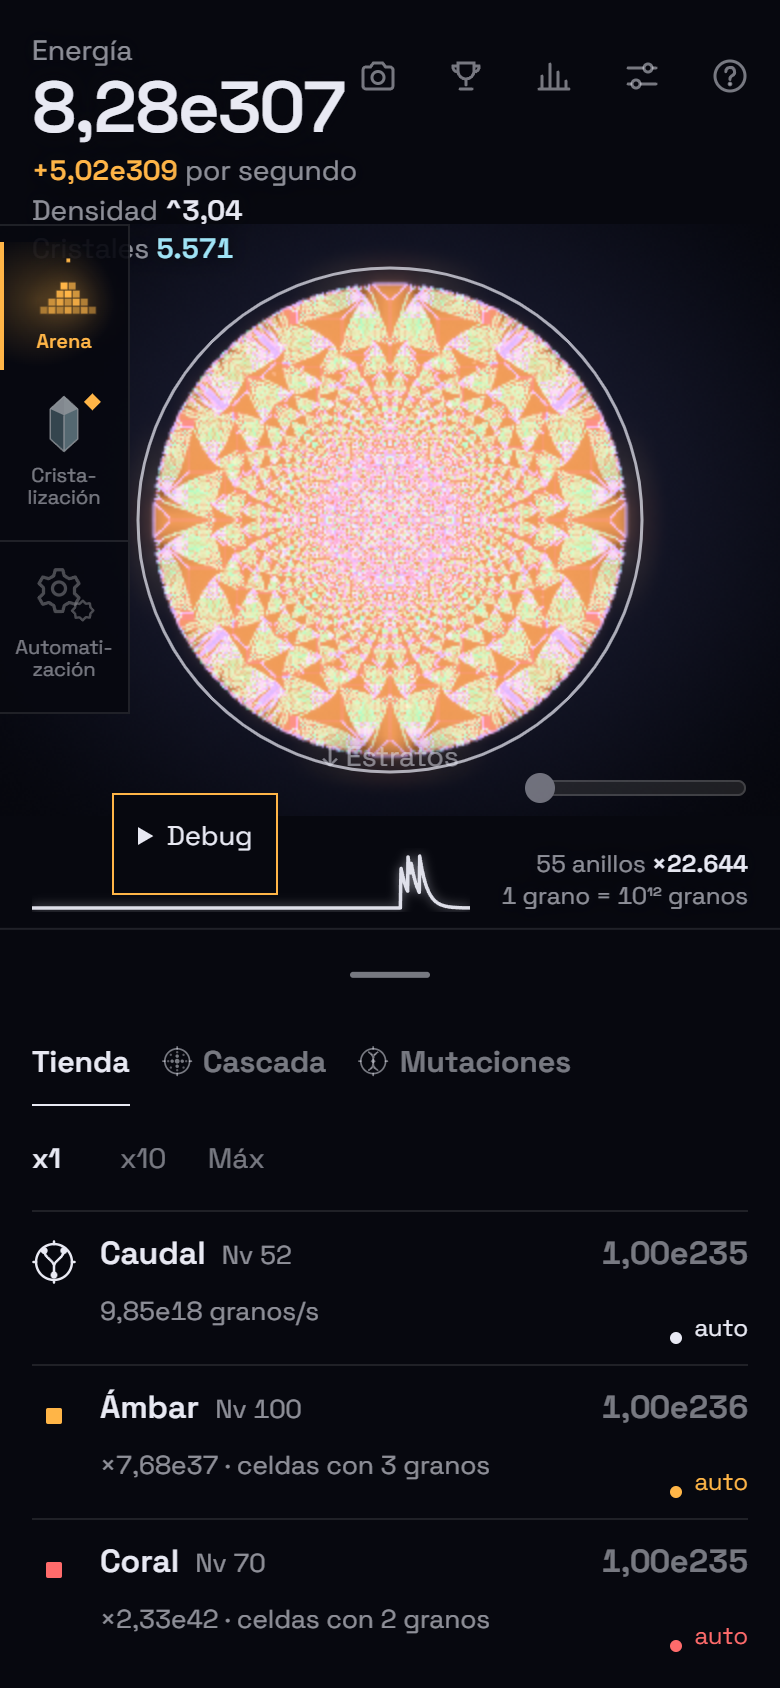 Energía
8,28e307
+5,02e309 por segundo
Densidad ^3,04
Cristales 5.571
Arena
Crista-
lización
Automati-
zación
↓ Estratos
▶ Debug
55 anillos ×22.644
1 grano = 10¹² granos
Tienda Cascada Mutaciones
x1 x10 Máx
Caudal Nv 52 1,00e235
9,85e18 granos/s
auto
Ámbar Nv 100 1,00e236
×7,68e37 · celdas con 3 granos
auto
Coral Nv 70 1,00e235
×2,33e42 · celdas con 2 granos
auto